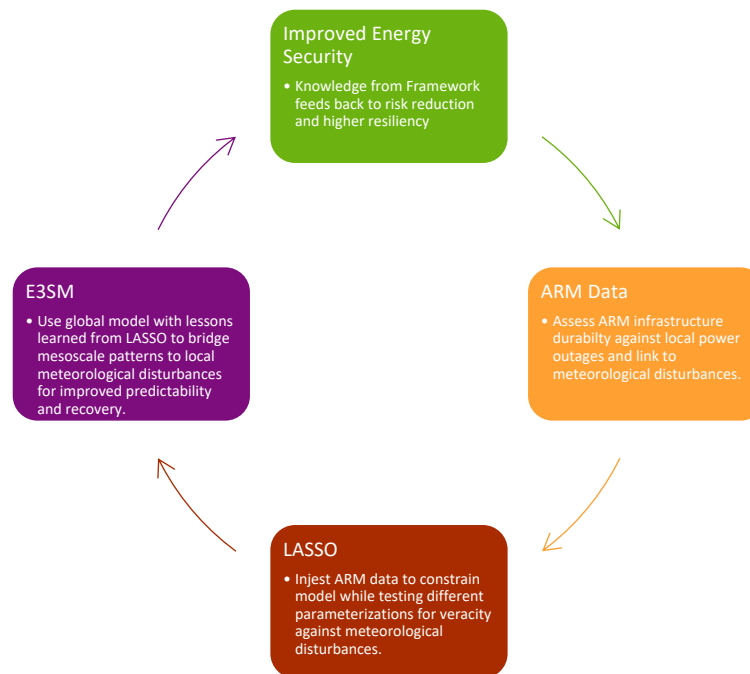 Improved Energy
Security
• Knowledge from Framework
feeds back to risk reduction
and higher resiliency
E3SM
• Use global model with lessons
learned from LASSO to bridge
mesoscale patterns to local
meteorological disturbances
for improved predictability
and recovery.
ARM Data
• Assess ARM infrastructure
durabilty against local power
outages and link to
meteorological disturbances.
LASSO
• Injest ARM data to constrain
model while testing different
parameterizations for veracity
against meteorological
disturbances.